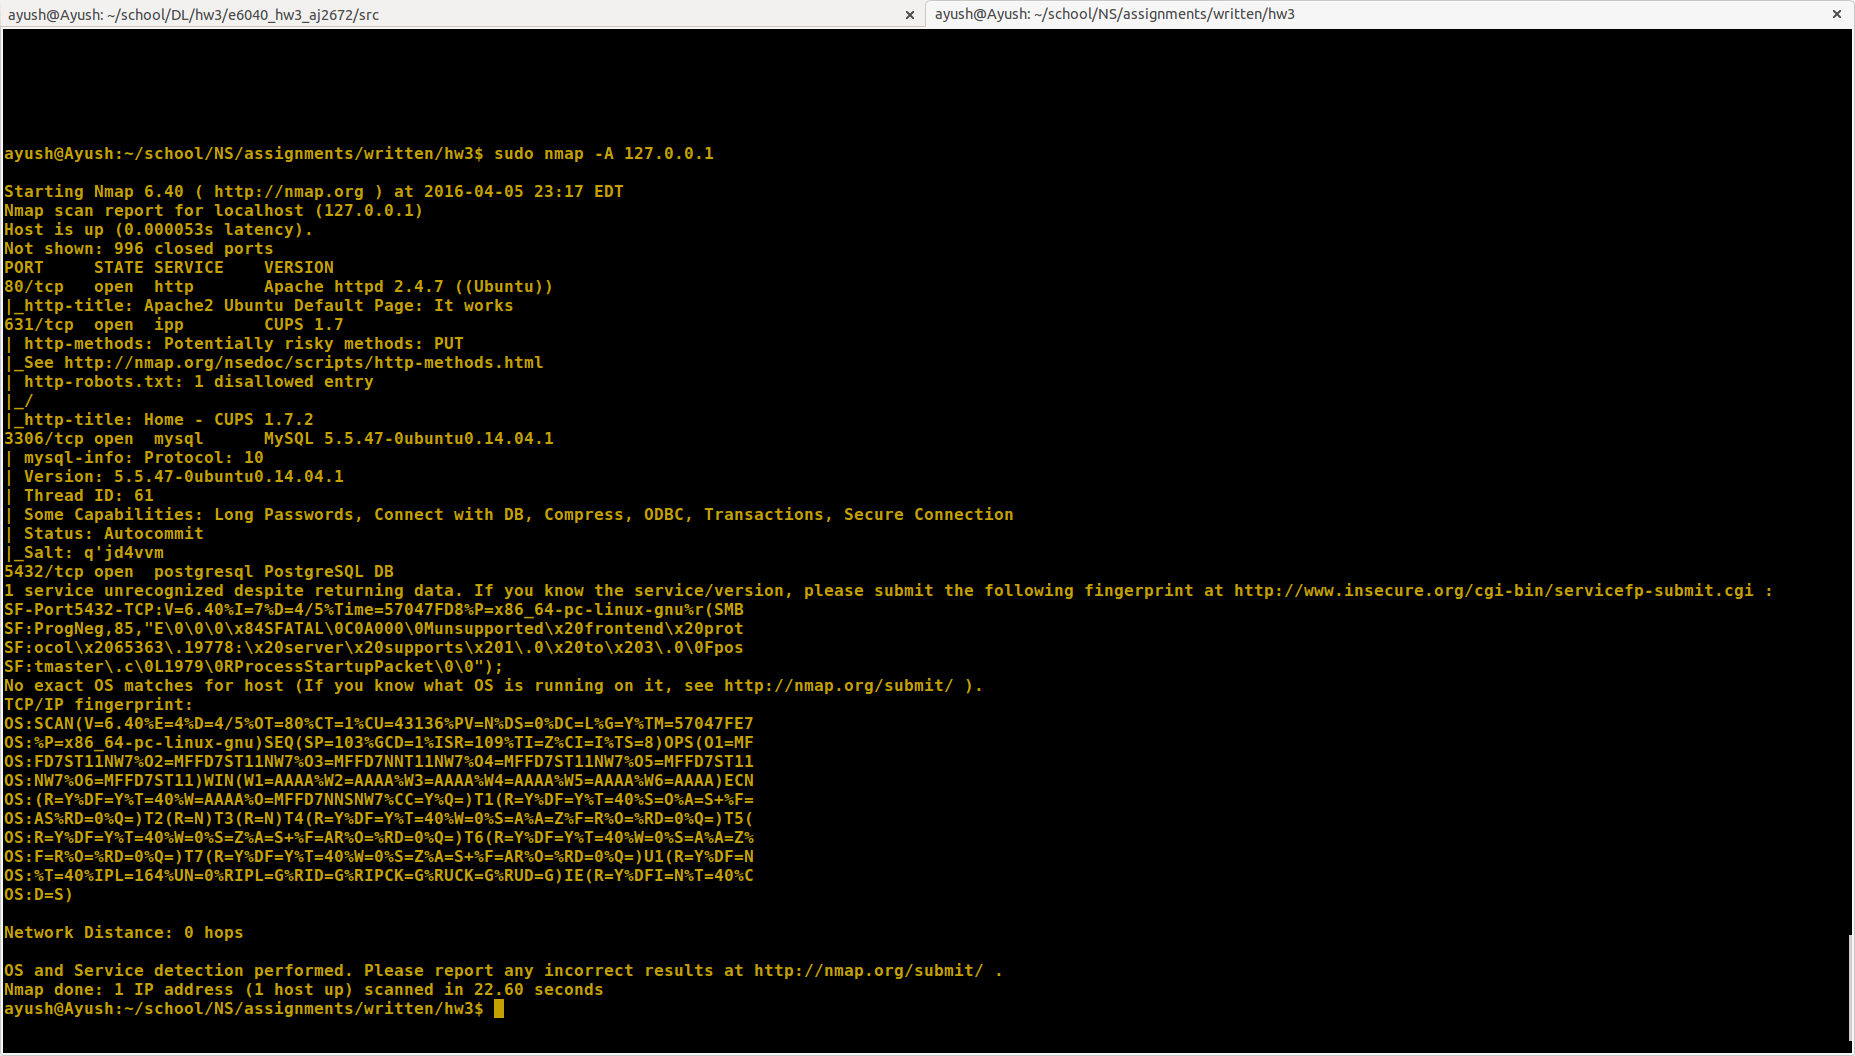 ayush@Ayush: ~/school/DL/hw3/e6040_hw3_aj2672/src
ayush@Ayush: ~/school/NS/assignments/written/hw3
ayush@Ayush:~/school/NS/assignments/written/hw3$ sudo nmap -A 127.0.0.1
Starting Nmap 6.40 ( http://nmap.org ) at 2016-04-05 23:17 EDT
Nmap scan report for localhost (127.0.0.1)
Host is up (0.000053s latency).
Not shown: 996 closed ports
PORT     STATE SERVICE    VERSION
80/tcp   open  http       Apache httpd 2.4.7 ((Ubuntu))
|_http-title: Apache2 Ubuntu Default Page: It works
631/tcp  open  ipp        CUPS 1.7
| http-methods: Potentially risky methods: PUT
|_See http://nmap.org/nsedoc/scripts/http-methods.html
| http-robots.txt: 1 disallowed entry
|_/
|_http-title: Home - CUPS 1.7.2
3306/tcp open  mysql      MySQL 5.5.47-0ubuntu0.14.04.1
| mysql-info: Protocol: 10
| Version: 5.5.47-0ubuntu0.14.04.1
| Thread ID: 61
| Some Capabilities: Long Passwords, Connect with DB, Compress, ODBC, Transactions, Secure Connection
| Status: Autocommit
|_Salt: q'jd4vvm
5432/tcp open  postgresql PostgreSQL DB
1 service unrecognized despite returning data. If you know the service/version, please submit the following fingerprint at http://www.insecure.org/cgi-bin/servicefp-submit.cgi :
SF-Port5432-TCP:V=6.40%I=7%D=4/5%Time=57047FD8%P=x86_64-pc-linux-gnu%r(SMB
SF:ProgNeg,85,"E\0\0\0\x84SFATAL\0C0A000\0Munsupported\x20frontend\x20prot
SF:ocol\x2065363\.19778:\x20server\x20supports\x201\.0\x20to\x203\.0\0Fpos
SF:tmaster\.c\0L1979\0RProcessStartupPacket\0\0");
No exact OS matches for host (If you know what OS is running on it, see http://nmap.org/submit/ ).
TCP/IP fingerprint:
OS:SCAN(V=6.40%E=4%D=4/5%OT=80%CT=1%CU=43136%PV=N%DS=0%DC=L%G=Y%TM=57047FE7
OS:%P=x86_64-pc-linux-gnu)SEQ(SP=103%GCD=1%ISR=109%TI=Z%CI=I%TS=8)OPS(O1=MF
OS:FD7ST11NW7%O2=MFFD7ST11NW7%O3=MFFD7NNT11NW7%O4=MFFD7ST11NW7%O5=MFFD7ST11
OS:NW7%O6=MFFD7ST11)WIN(W1=AAAA%W2=AAAA%W3=AAAA%W4=AAAA%W5=AAAA%W6=AAAA)ECN
OS:(R=Y%DF=Y%T=40%W=AAAA%O=MFFD7NNSNW7%CC=Y%Q=)T1(R=Y%DF=Y%T=40%S=O%A=S+%F=
OS:AS%RD=0%Q=)T2(R=N)T3(R=N)T4(R=Y%DF=Y%T=40%W=0%S=A%A=Z%F=R%O=%RD=0%Q=)T5(
OS:R=Y%DF=Y%T=40%W=0%S=Z%A=S+%F=AR%O=%RD=0%Q=)T6(R=Y%DF=Y%T=40%W=0%S=A%A=Z%
OS:F=R%O=%RD=0%Q=)T7(R=Y%DF=Y%T=40%W=0%S=Z%A=S+%F=AR%O=%RD=0%Q=)U1(R=Y%DF=N
OS:%T=40%IPL=164%UN=0%RIPL=G%RID=G%RIPCK=G%RUCK=G%RUD=G)IE(R=Y%DFI=N%T=40%C
OS:D=S)
Network Distance: 0 hops
OS and Service detection performed. Please report any incorrect results at http://nmap.org/submit/ .
Nmap done: 1 IP address (1 host up) scanned in 22.60 seconds
ayush@Ayush:~/school/NS/assignments/written/hw3$